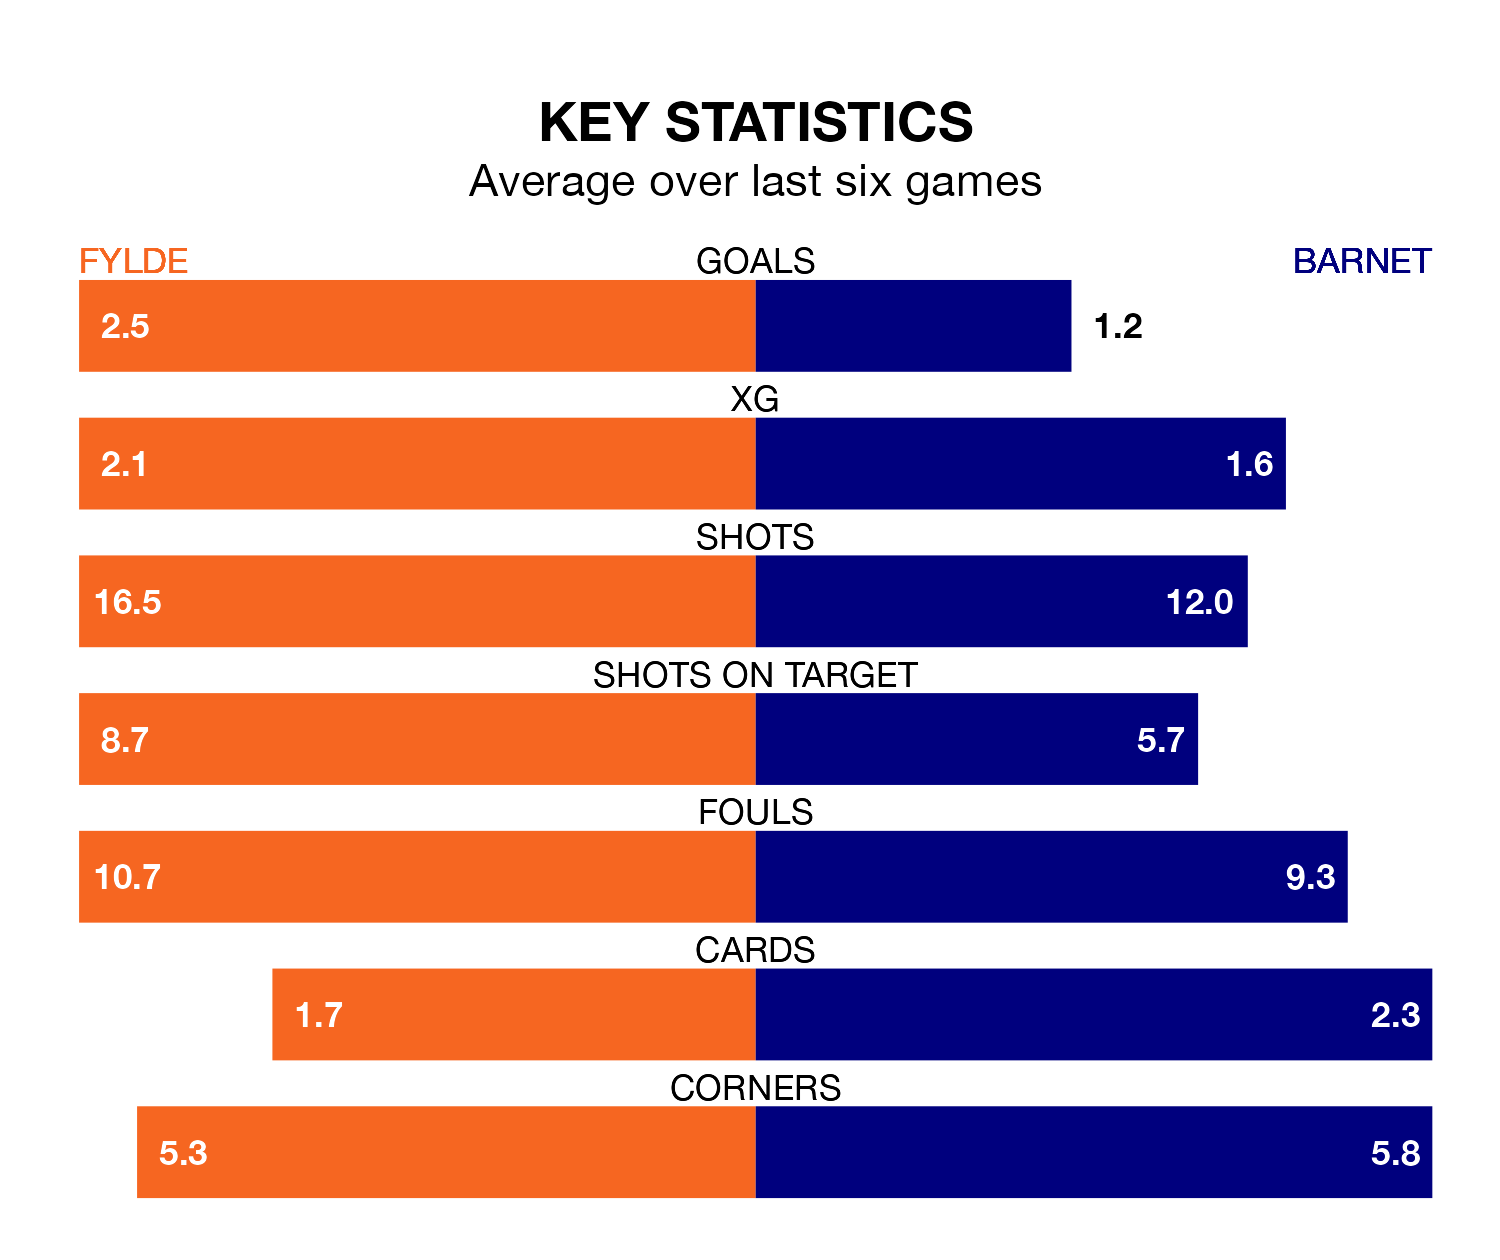 KEY STATISTICS
Average over last six games
FYLDE GOALS BARNET
2.5 1.2
XG
2.1 1.6
SHOTS
16.5 12.0
SHOTS ON TARGET
8.7 5.7
FOULS
10.7 9.3
CARDS
1.7 2.3
CORNERS
5.3 5.8